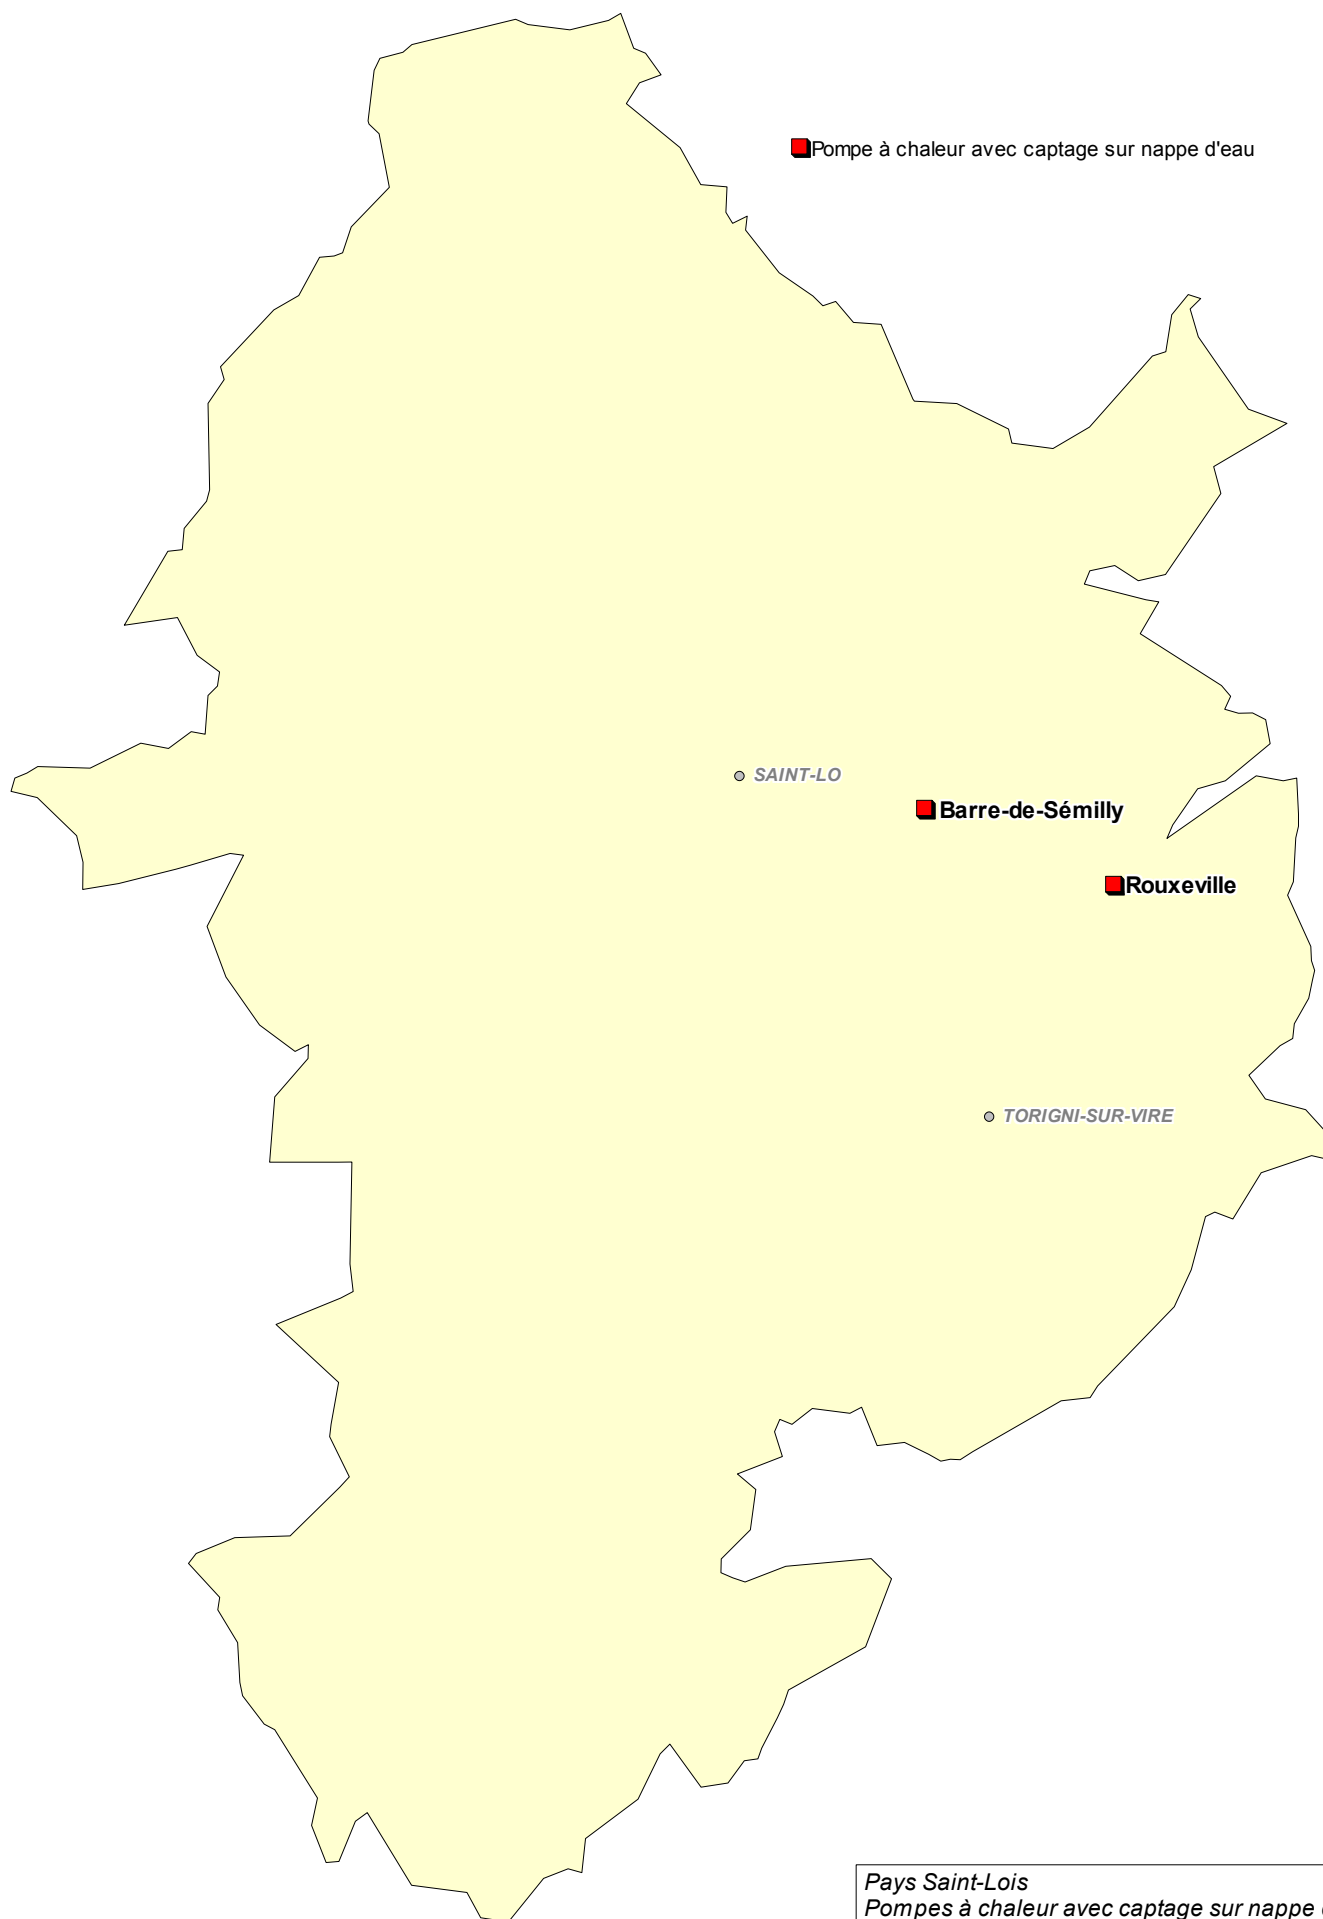 Pompe à chaleur avec captage sur nappe d'eau
SAINT-LO
Barre-de-Sémilly
Rouxeville
TORIGNI-SUR-VIRE
Pays Saint-Lois
Pompes à chaleur avec captage sur nappe